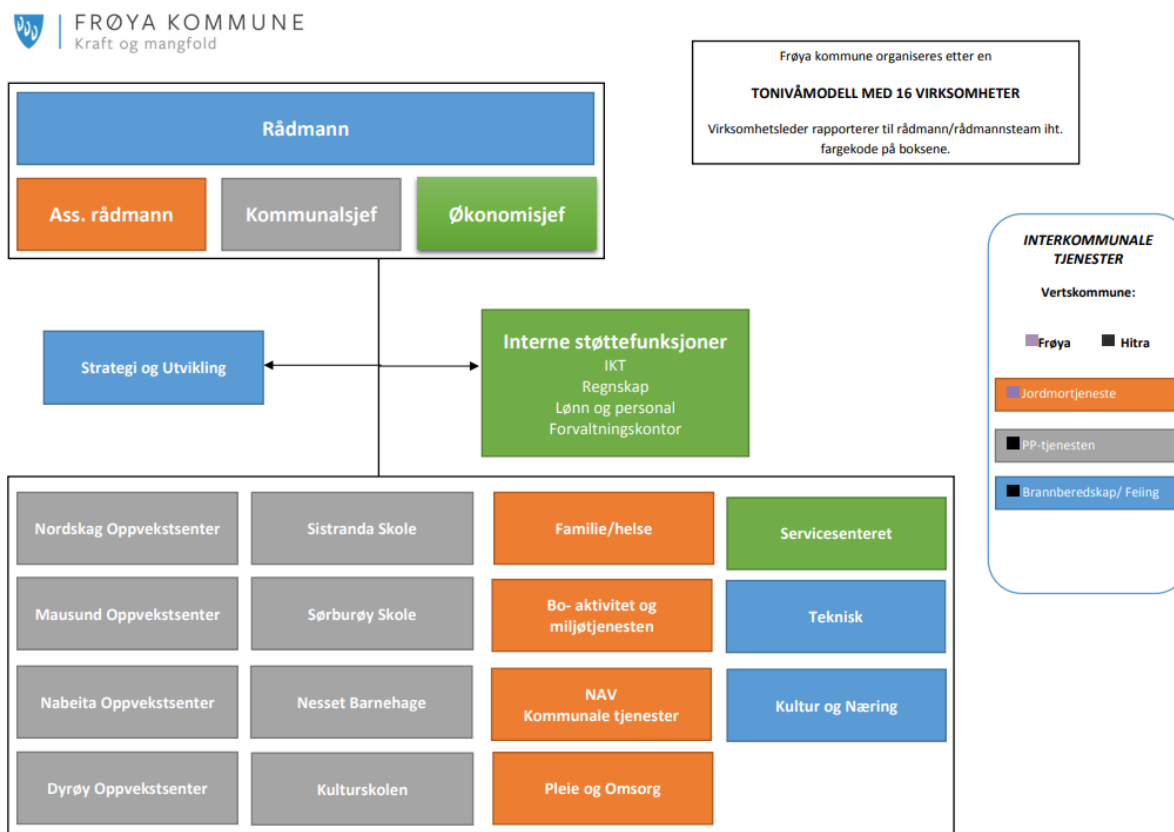 FRØYA KOMMUNE
Kraft og mangfold
Frøya kommune organiseres etter en
TONIVÅMODELL MED 16 VIRKSOMHETER
Virksomhetsleder rapporterer til rådmann/rådmannsteam iht.
fargekode på boksene.
Rådmann
Ass. rådmann
Kommunalsjef
Økonomisjef
INTERKOMMUNALE
TJENESTER
Vertskommune:
Frøya
Hitra
Jordmortjeneste
PP-tjenesten
Brannberedskap/ Feiing
Strategi og Utvikling
Interne støttefunksjoner
IKT
Regnskap
Lønn og personal
Forvaltningskontor
Nordskag Oppvekstsenter
Sistranda Skole
Familie/helse
Servicesenteret
Mausund Oppvekstsenter
Sørburøy Skole
Bo- aktivitet og
miljøtjenesten
Teknisk
Nabeita Oppvekstsenter
Nesset Barnehage
NAV
Kommunale tjenester
Kultur og Næring
Dyrøy Oppvekstsenter
Kulturskolen
Pleie og Omsorg